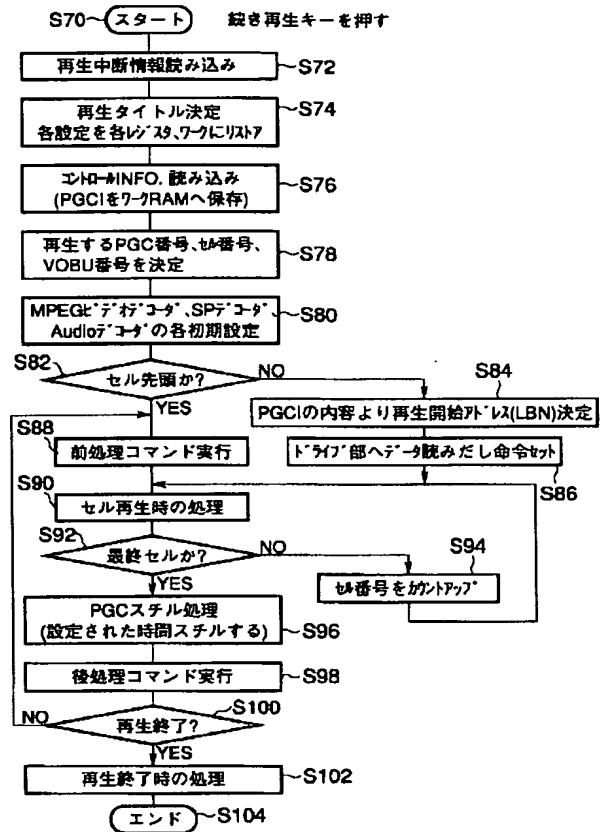 S70 スタート 続き再生キーを押す
再生中断情報読み込み S72
再生タイトル決定
各設定を各レジスタ、ワークにリストア S74
コントロールINFO. 読み込み
(PGCIをワークRAMへ保存) S76
再生するPGC番号、セル番号、
VOBU番号を決定 S78
MPEGビデオデコーダ、SPデコーダ、
Audioデコーダの各初期設定 S80
S82 セル先頭か? NO
YES
S84
PGCIの内容より再生開始アドレス(LBN)決定
ドライブ部へデータ読みだし命令セット
S86
S88
前処理コマンド実行
S90
セル再生時の処理
S92
最終セルか? NO
YES
S94
セル番号をカウントアップ
PGCスチル処理
(設定された時間スチルする) S96
後処理コマンド実行 S98
S100
NO 再生終了?
YES
再生終了時の処理 S102
エンド S104